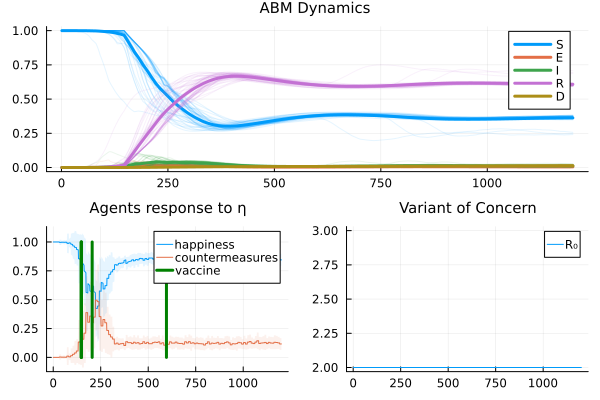 ABM Dynamics
1.00
0.75
0.50
0.25
0.00
S
E
I
R
D
0
250
500
750
1000
Agents response to η
1.00
0.75
0.50
0.25
0.00
happiness
countermeasures
vaccine
0
250
500
750
1000
Variant of Concern
3.00
2.75
2.50
2.25
2.00
R₀
0
250
500
750
1000